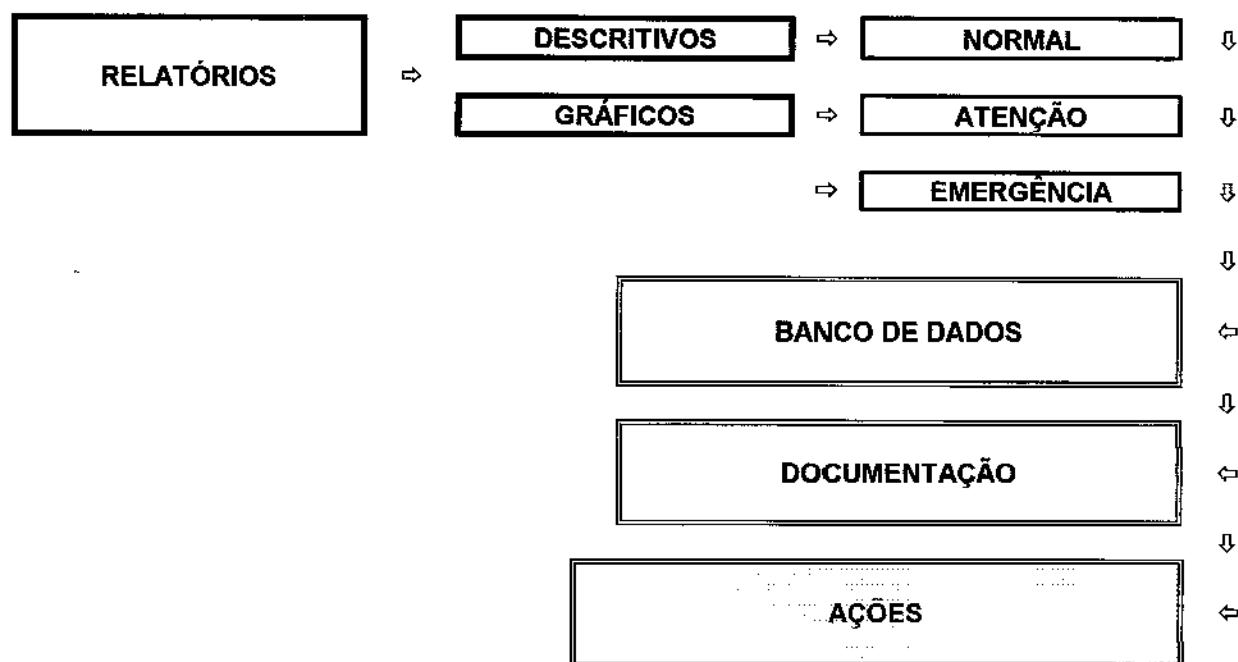 RELATÓRIOS
DESCRITIVOS
NORMAL
GRÁFICOS
ATENÇÃO
EMERGÊNCIA
BANCO DE DADOS
DOCUMENTAÇÃO
AÇÕES